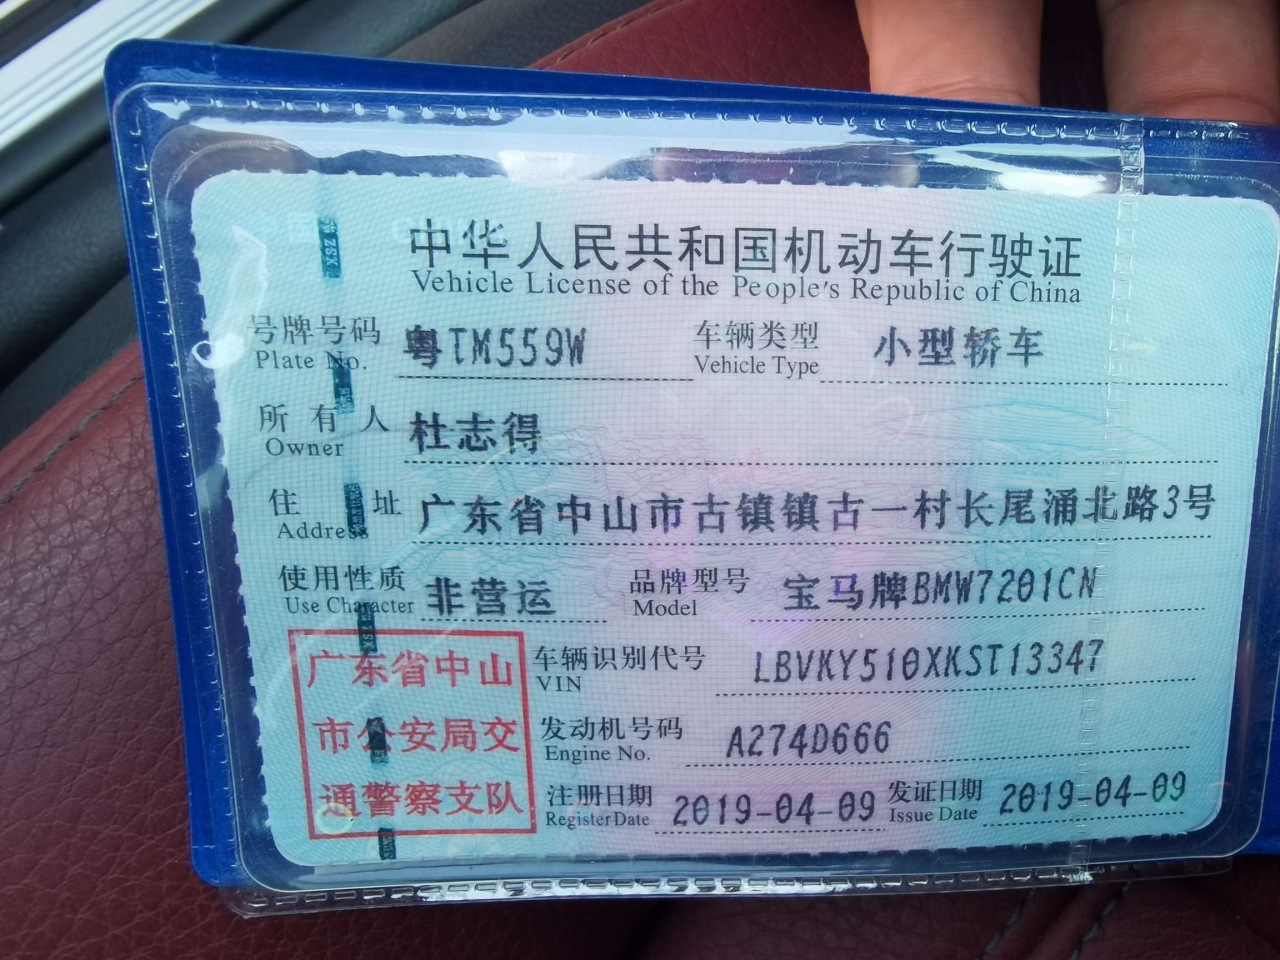 中华人民共和国机动车行驶证
Vehicle License of the People's Republic of China
号牌号码 粤TM559W 车辆类型 小型轿车
Plate No. Vehicle Type
所有人 杜志得
Owner
住址 广东省中山市古镇镇古一村长尾涌北路3号
Address
使用性质 非营运 品牌型号 宝马牌BMW7201CN
Use Character Model
广东省中山
市公安局交
通警察支队
车辆识别代号 LBVKY510XKST13347
VIN
发动机号码 A274D666
Engine No.
注册日期 2019-04-09 发证日期 2019-04-09
Register Date Issue Date